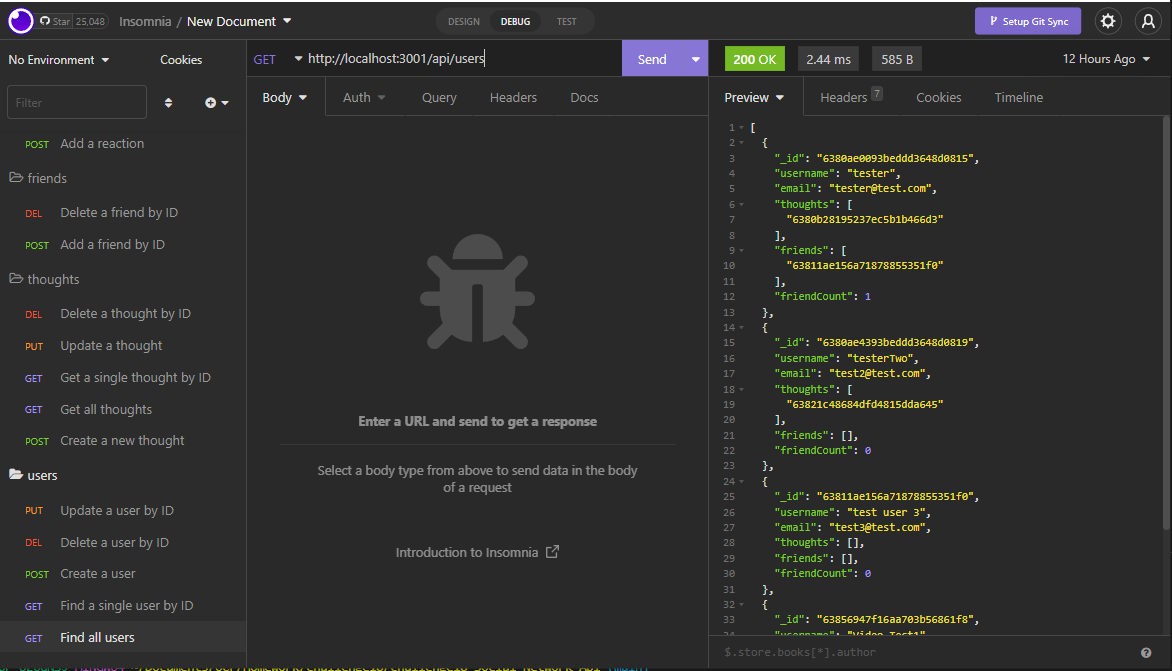 Star 25,048 Insomnia / New Document DESIGN DEBUG TEST Setup Git Sync
No Environment Cookies
Filter
POST Add a reaction
friends
DEL Delete a friend by ID
POST Add a friend by ID
thoughts
DEL Delete a thought by ID
PUT Update a thought
GET Get a single thought by ID
GET Get all thoughts
POST Create a new thought
users
PUT Update a user by ID
DEL Delete a user by ID
POST Create a user
GET Find a single user by ID
GET Find all users
GET http://localhost:3001/api/users Send
Body Auth Query Headers Docs
Enter a URL and send to get a response
Select a body type from above to send data in the body
of a request
Introduction to Insomnia
200 OK 2.44 ms 585 B 12 Hours Ago
Preview Headers 7 Cookies Timeline
1 [
2 {
3 "_id": "6380ae0093beddd3648d0815",
4 "username": "tester",
5 "email": "tester@test.com",
6 "thoughts": [
7 "6380b28195237ec5b1b466d3"
8 ],
9 "friends": [
10 "63811ae156a71878855351f0"
11 ],
12 "friendCount": 1
13 },
14 {
15 "_id": "6380ae4393beddd3648d0819",
16 "username": "testerTwo",
17 "email": "test2@test.com",
18 "thoughts": [
19 "63821c48684dfd4815dda645"
20 ],
21 "friends": [],
22 "friendCount": 0
23 },
24 {
25 "_id": "63811ae156a71878855351f0",
26 "username": "test user 3",
27 "email": "test3@test.com",
28 "thoughts": [],
29 "friends": [],
30 "friendCount": 0
31 },
32 {
33 "_id": "63856947f16aa703b56861f8",
34 "username": "Video Test1"
$.store.books[*].author